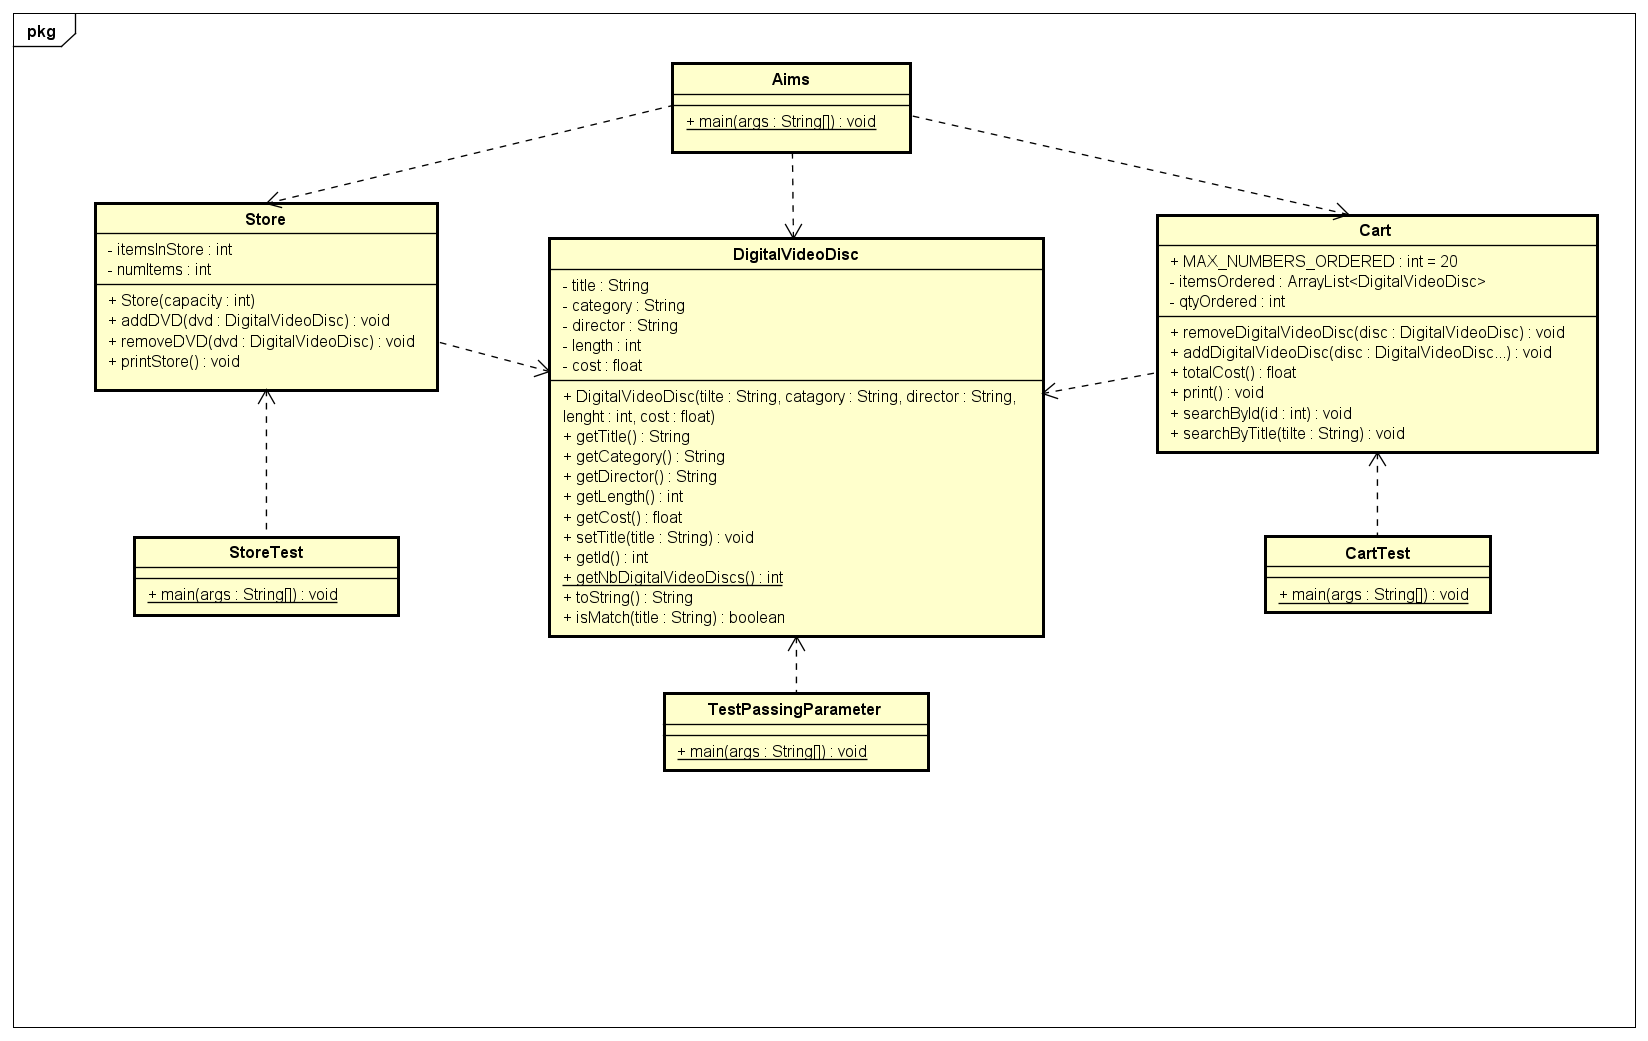 pkg
Aims
+ main(args : String[]) : void
Store
- itemsInStore : int
- numItems : int
+ Store(capacity : int)
+ addDVD(dvd : DigitalVideoDisc) : void
+ removeDVD(dvd : DigitalVideoDisc) : void
+ printStore() : void
DigitalVideoDisc
- title : String
- category : String
- director : String
- length : int
- cost : float
+ DigitalVideoDisc(tilte : String, catagory : String, director : String,
lenght : int, cost : float)
+ getTitle() : String
+ getCategory() : String
+ getDirector() : String
+ getLength() : int
+ getCost() : float
+ setTitle(title : String) : void
+ getId() : int
+ getNbDigitalVideoDiscs() : int
+ toString() : String
+ isMatch(title : String) : boolean
Cart
+ MAX_NUMBERS_ORDERED : int = 20
- itemsOrdered : ArrayList<DigitalVideoDisc>
- qtyOrdered : int
+ removeDigitalVideoDisc(disc : DigitalVideoDisc) : void
+ addDigitalVideoDisc(disc : DigitalVideoDisc...) : void
+ totalCost() : float
+ print() : void
+ searchById(id : int) : void
+ searchByTitle(tilte : String) : void
StoreTest
+ main(args : String[]) : void
CartTest
+ main(args : String[]) : void
TestPassingParameter
+ main(args : String[]) : void